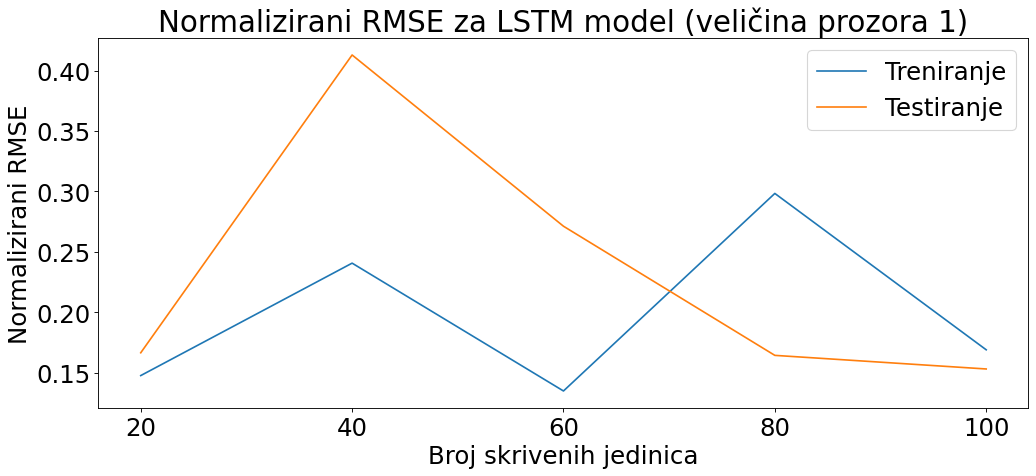 Normalizirani RMSE za LSTM model (veličina prozora 1)
Treniranje
Testiranje
Normalizirani RMSE
0.40
0.35
0.30
0.25
0.20
0.15
20 40 60 80 100
Broj skrivenih jedinica